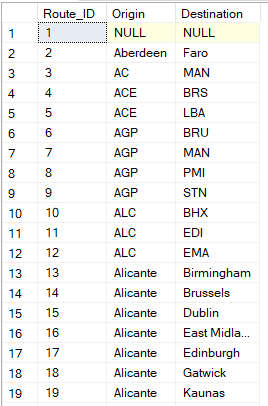 Route_ID Origin Destination
1 1 NULL NULL
2 2 Aberdeen Faro
3 3 AC MAN
4 4 ACE BRS
5 5 ACE LBA
6 6 AGP BRU
7 7 AGP MAN
8 8 AGP PMI
9 9 AGP STN
10 10 ALC BHX
11 11 ALC EDI
12 12 ALC EMA
13 13 Alicante Birmingham
14 14 Alicante Brussels
15 15 Alicante Dublin
16 16 Alicante East Midla...
17 17 Alicante Edinburgh
18 18 Alicante Gatwick
19 19 Alicante Kaunas